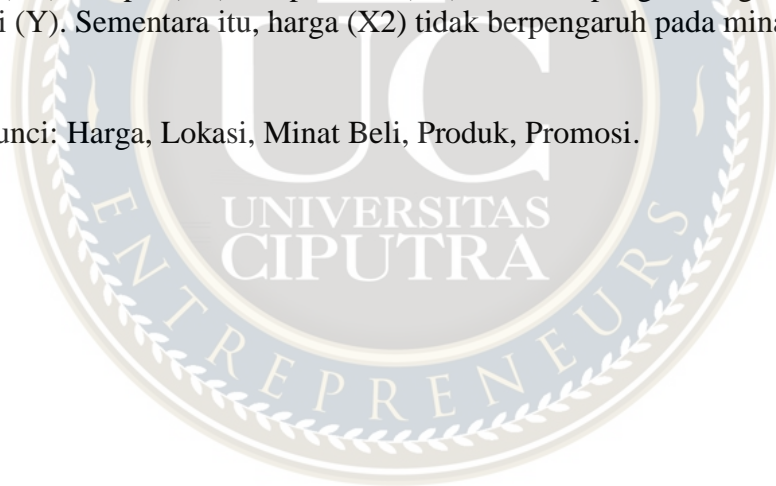 i (Y). Sementara itu, harga (X2) tidak berpengaruh pada mina
unci: Harga, Lokasi, Minat Beli, Produk, Promosi.
UC
UNIVERSITAS
CIPUTRA
ENTREPRENEURS